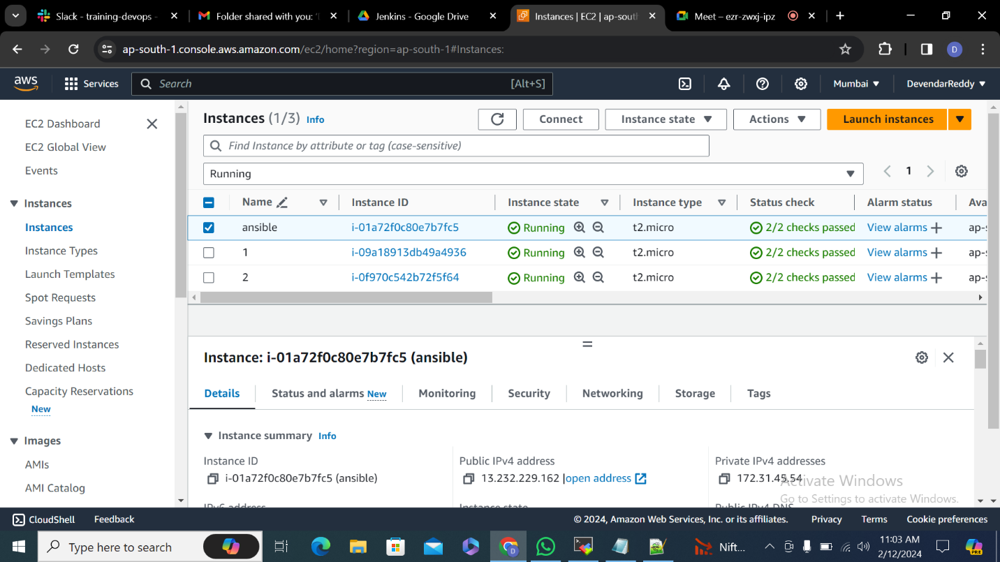 Slack - training-devops -
Folder shared with you: "
Jenkins - Google Drive
Instances | EC2 | ap-sout
Meet – ezr-zwxj-ipz
ap-south-1.console.aws.amazon.com/ec2/home?region=ap-south-1#Instances:
D
aws
Services
Search
[Alt+S]
Mumbai
DevendarReddy
EC2 Dashboard
EC2 Global View
Events
Instances
Instances
Instance Types
Launch Templates
Spot Requests
Savings Plans
Reserved Instances
Dedicated Hosts
Capacity Reservations
New
Images
AMIs
AMI Catalog
Instances (1/3) Info
Connect
Instance state
Actions
Launch instances
Find Instance by attribute or tag (case-sensitive)
Running
1
Name Instance ID Instance state Instance type Status check Alarm status Ava
ansible i-01a72f0c80e7b7fc5 Running t2.micro 2/2 checks passed View alarms ap-s
1 i-09a18913db49a4936 Running t2.micro 2/2 checks passed View alarms ap-s
2 i-0f970c542b72f5f64 Running t2.micro 2/2 checks passed View alarms ap-s
Instance: i-01a72f0c80e7b7fc5 (ansible)
Details Status and alarms New Monitoring Security Networking Storage Tags
Instance summary Info
Instance ID
i-01a72f0c80e7b7fc5 (ansible)
Public IPv4 address
13.232.229.162 |open address
Private IPv4 addresses
172.31.45.54
IPv6 address
Instance state
Public IPv4 DNS
Activate Windows
Go to Settings to activate Windows.
CloudShell Feedback
© 2024, Amazon Web Services, Inc. or its affiliates. Privacy Terms Cookie preferences
Type here to search
D
Nift...
11:03 AM
2/12/2024
PRE